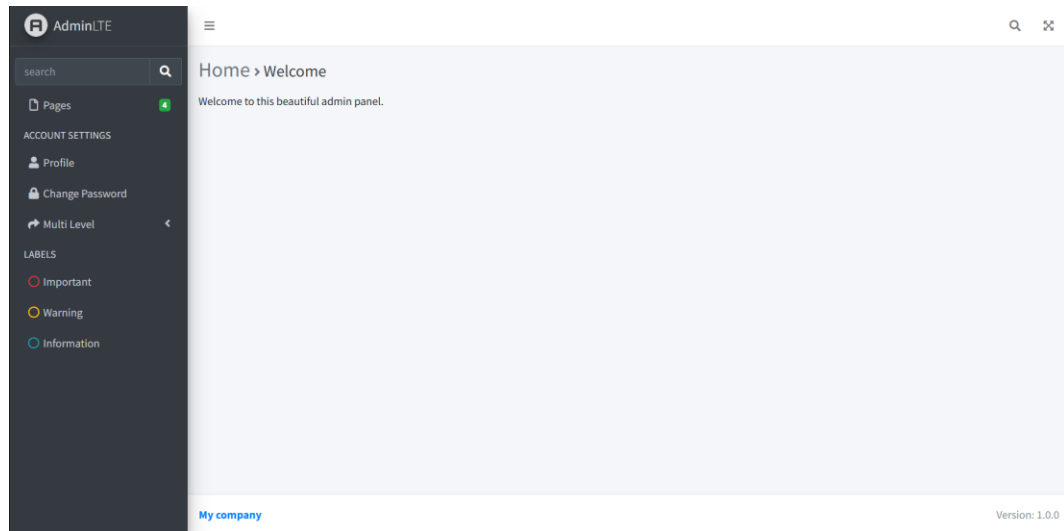 AdminLTE
search
Home › Welcome
Pages 4
Welcome to this beautiful admin panel.
ACCOUNT SETTINGS
Profile
Change Password
Multi Level
LABELS
Important
Warning
Information
My company
Version: 1.0.0